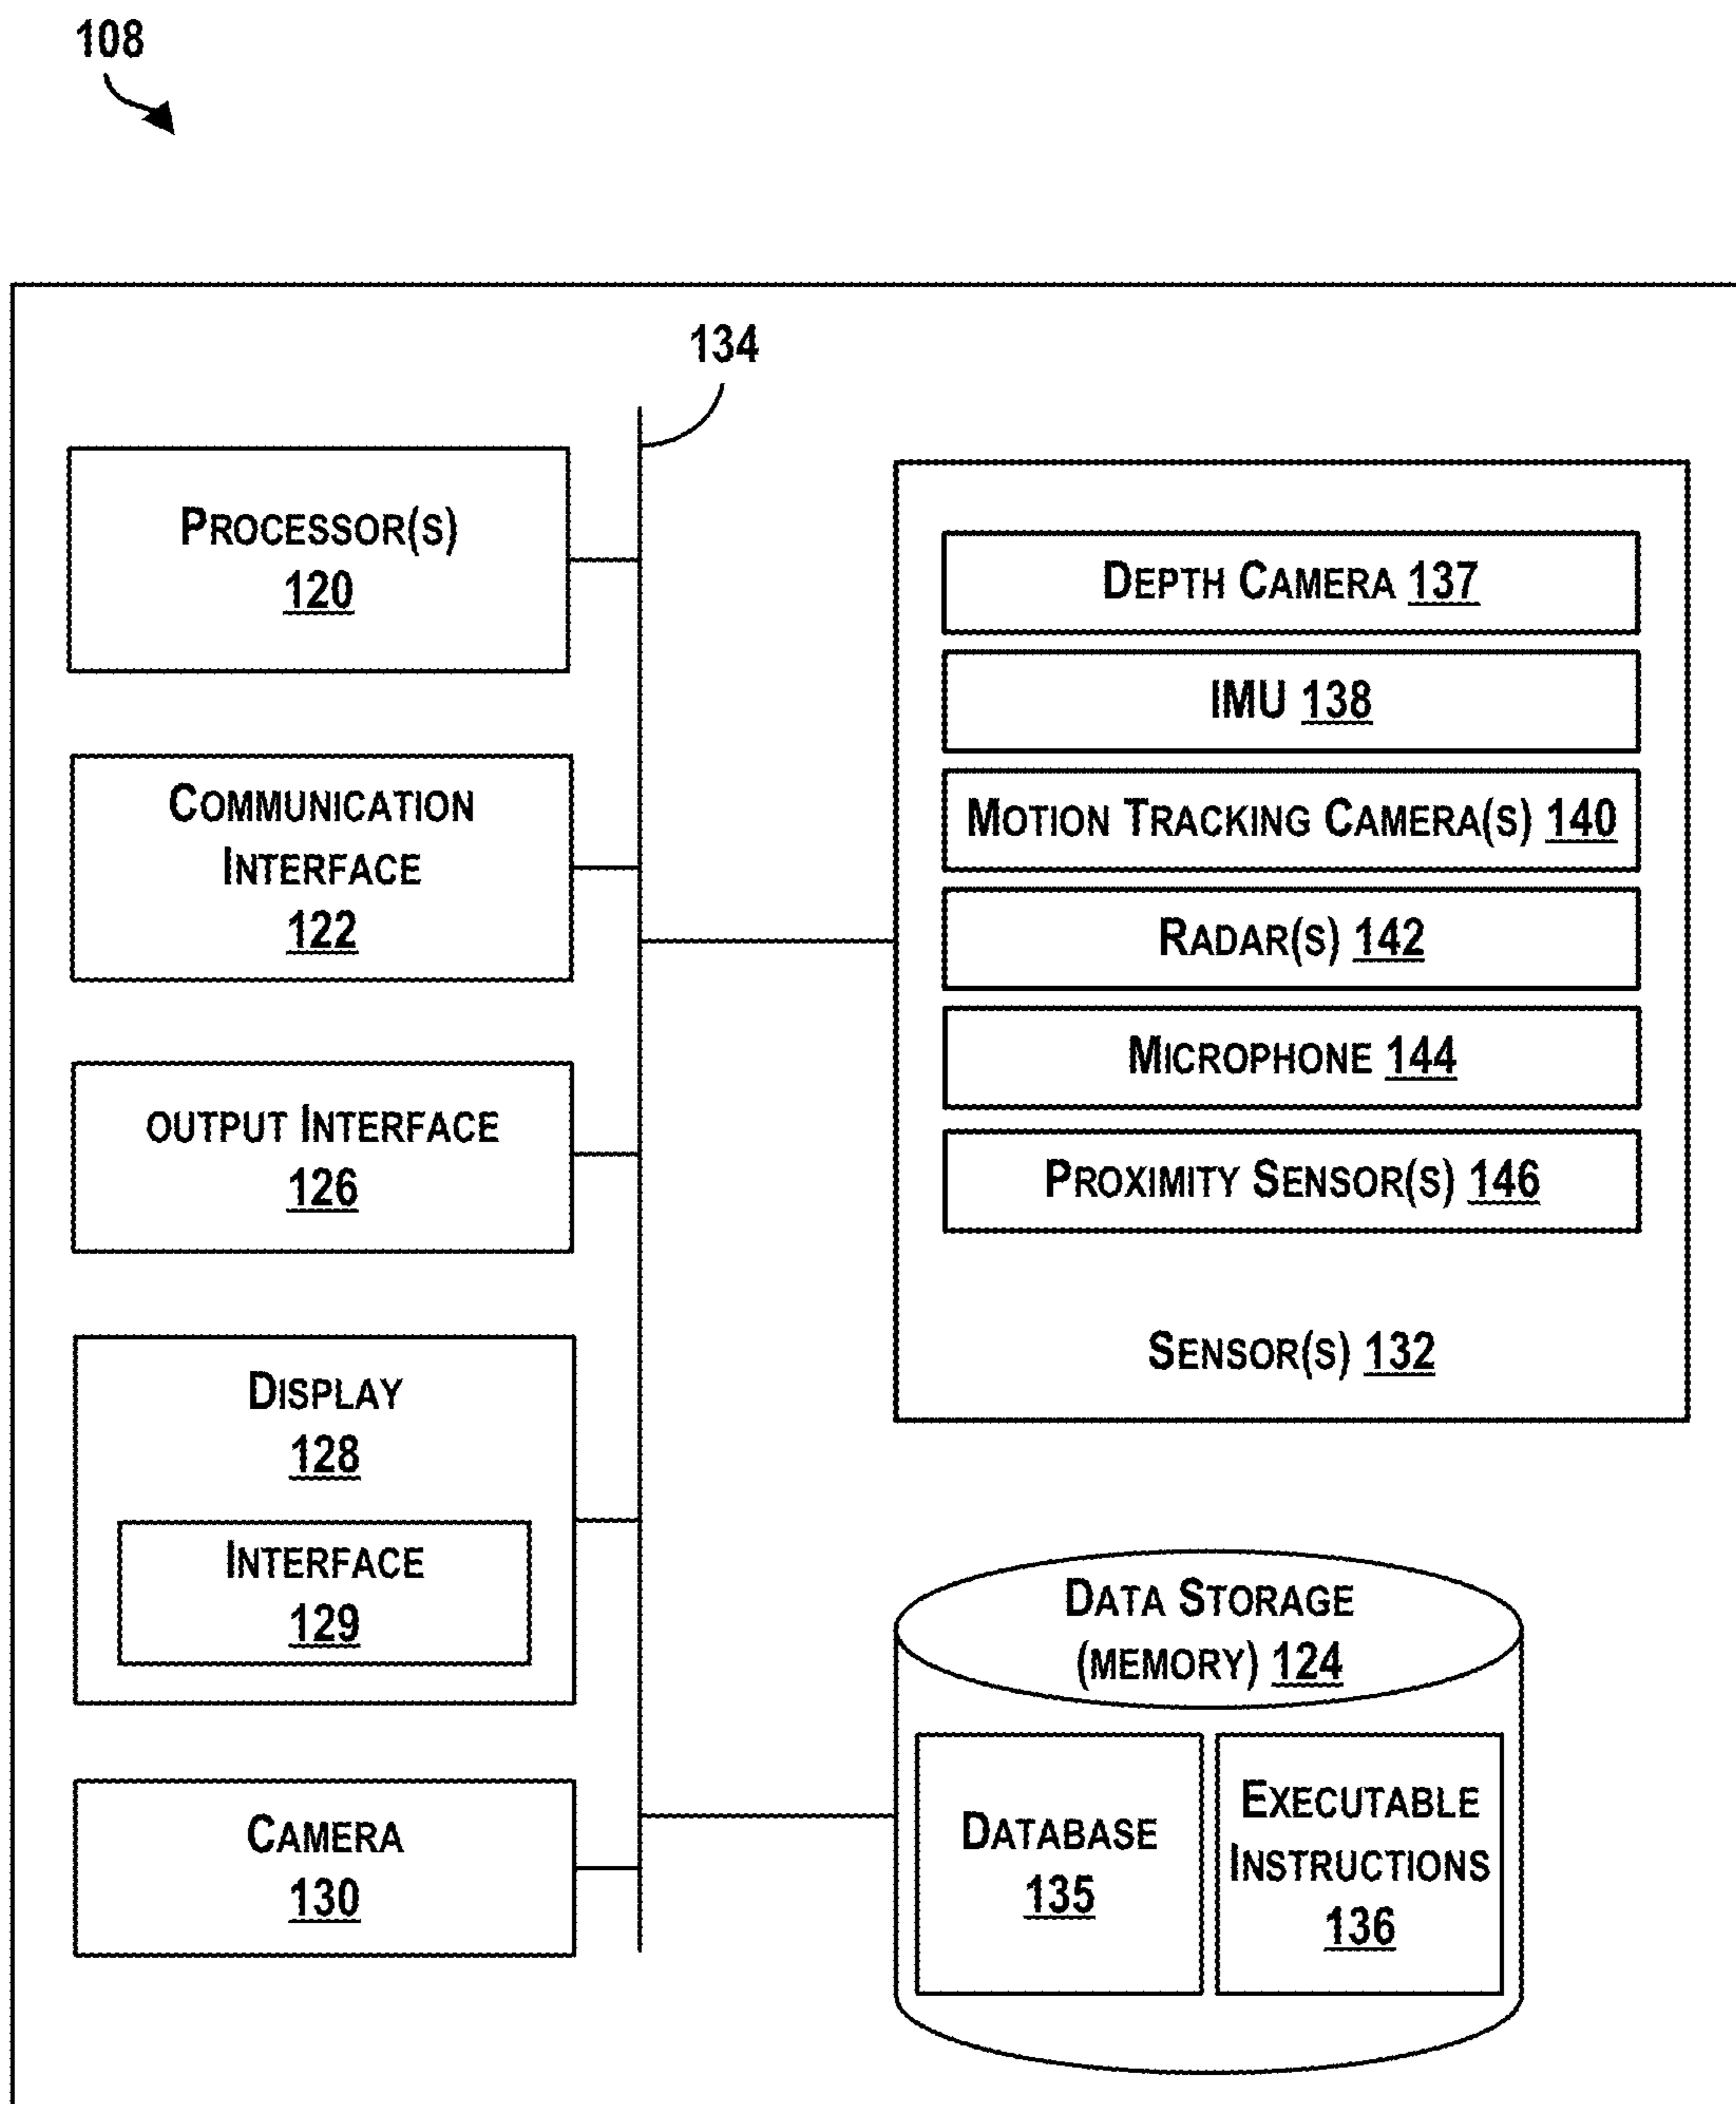 108
134
PROCESSOR(S)
120
COMMUNICATION
INTERFACE
122
OUTPUT INTERFACE
126
DISPLAY
128
INTERFACE
129
CAMERA
130
DEPTH CAMERA 137
IMU 138
MOTION TRACKING CAMERA(S) 140
RADAR(S) 142
MICROPHONE 144
PROXIMITY SENSOR(S) 146
SENSOR(S) 132
DATA STORAGE
(MEMORY) 124
DATABASE
135
EXECUTABLE
INSTRUCTIONS
136